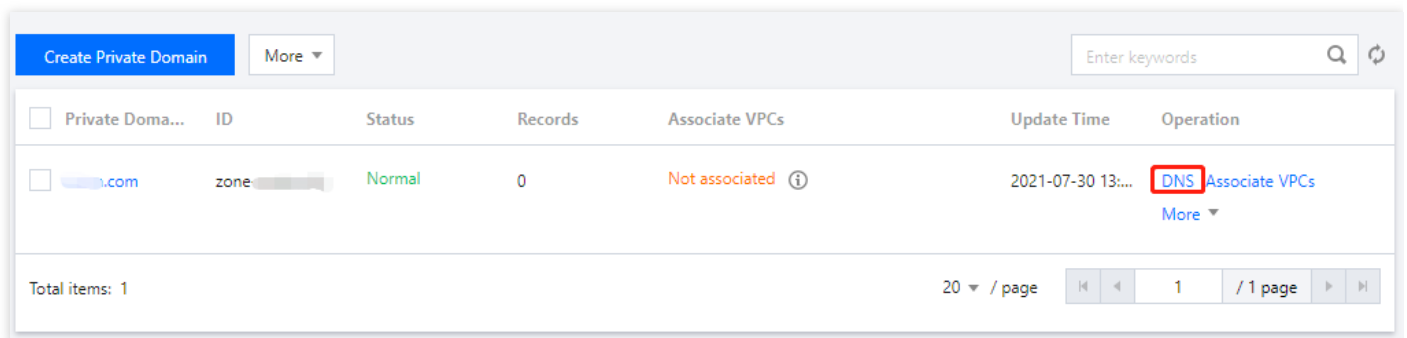 Create Private Domain More Enter keywords
Private Doma... ID Status Records Associate VPCs Update Time Operation
.com zone Normal 0 Not associated 2021-07-30 13:... DNS Associate VPCs
More
Total items: 1 20 / page 1 / 1 page